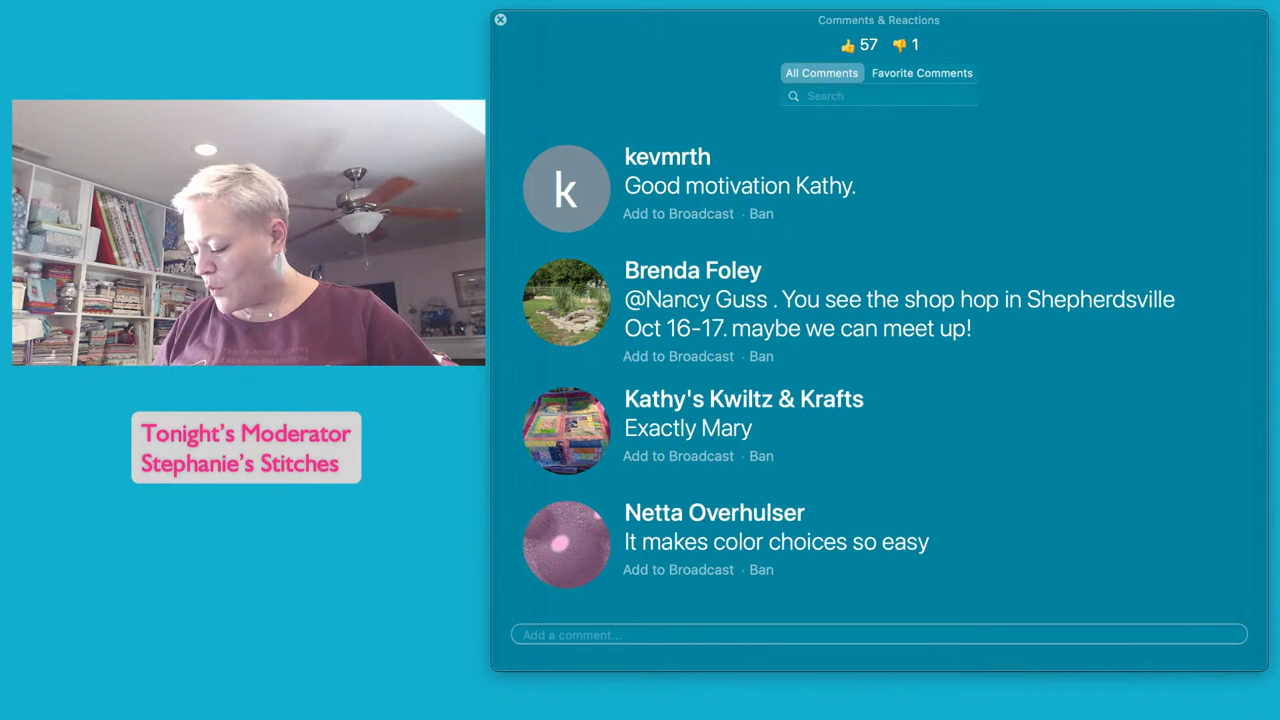 Comments & Reactions
👍 57 👎 1
All Comments Favorite Comments
Search
k
kevmrth
Good motivation Kathy.
Add to Broadcast · Ban
Brenda Foley
@Nancy Guss . You see the shop hop in Shepherdsville
Oct 16-17. maybe we can meet up!
Add to Broadcast · Ban
Kathy's Kwiltz & Krafts
Exactly Mary
Add to Broadcast · Ban
Netta Overhulser
It makes color choices so easy
Add to Broadcast · Ban
Add a comment...
Tonight's Moderator
Stephanie's Stitches